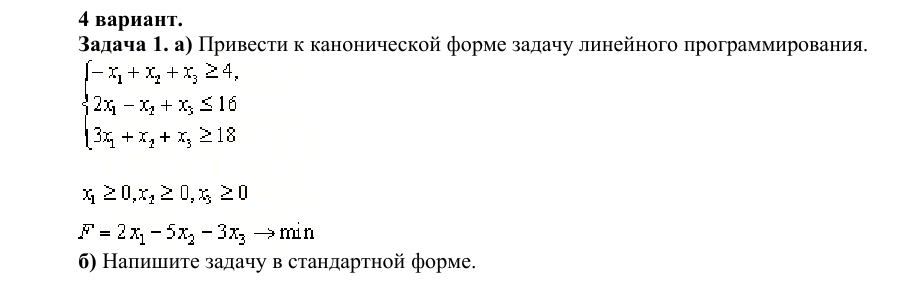 4 вариант.
Задача 1. а) Привести к канонической форме задачу линейного программирования.
−x₁ + x₂ + x₃ ≥ 4,
2x₁ − x₂ + x₃ ≤ 16
3x₁ + x₂ + x₃ ≥ 18
x₁ ≥ 0, x₂ ≥ 0, x₃ ≥ 0
F = 2x₁ − 5x₂ − 3x₃ → min
б) Напишите задачу в стандартной форме.